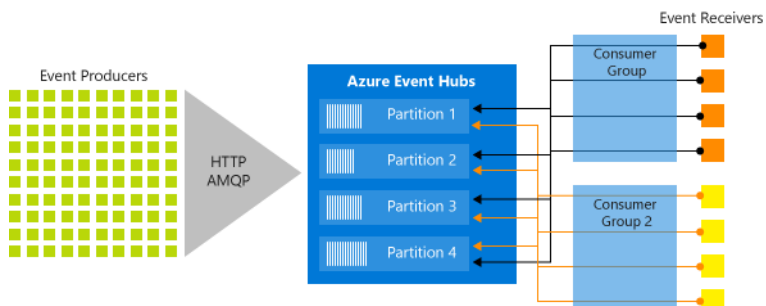 Event Receivers
Event Producers
HTTP
AMQP
Azure Event Hubs
Partition 1
Partition 2
Partition 3
Partition 4
Consumer
Group
Consumer
Group 2